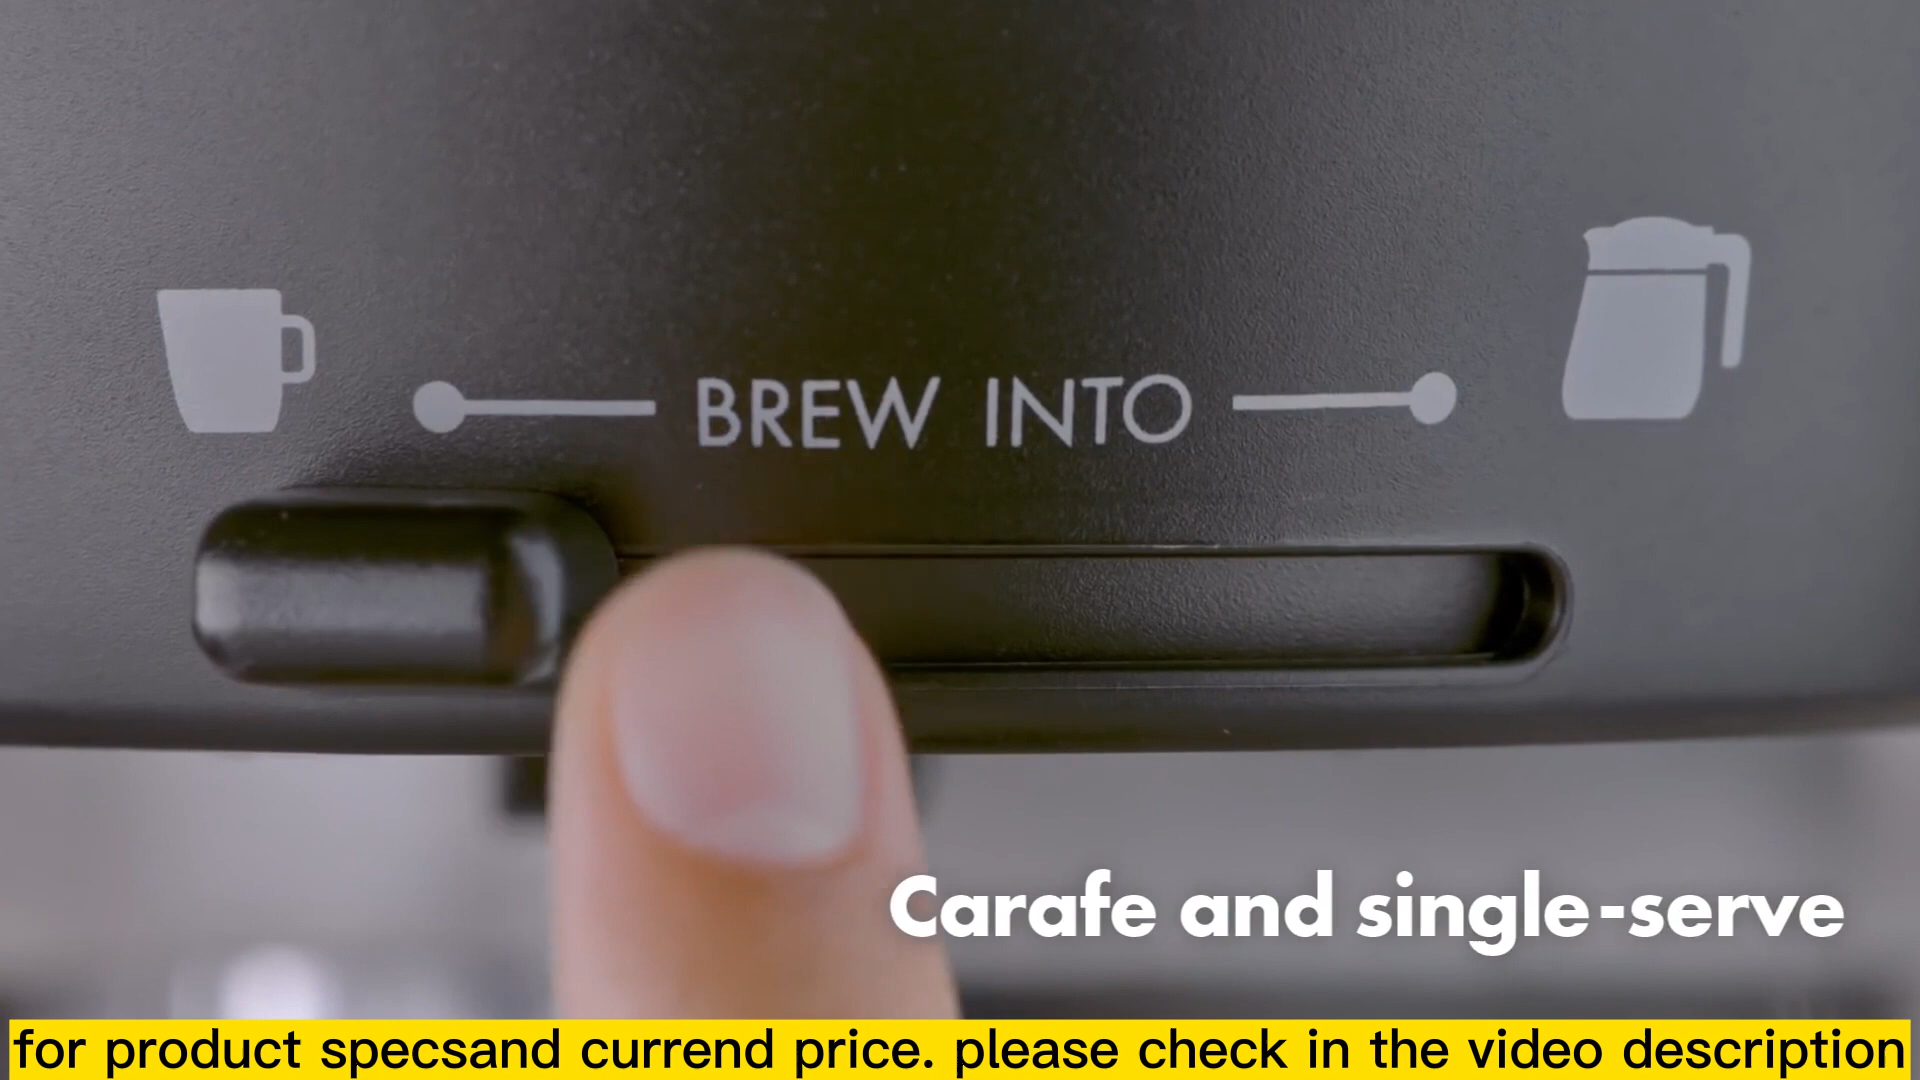 BREW INTO
Carafe and single-serve
for product specsand currend price. please check in the video description